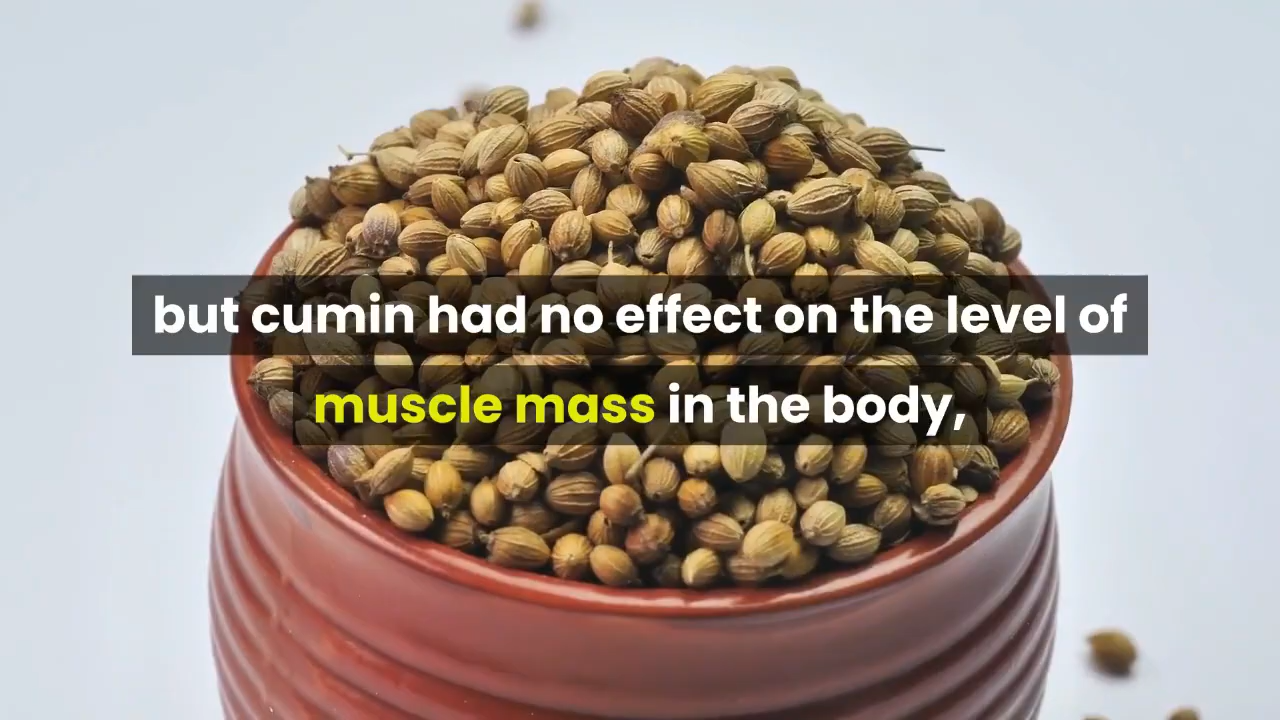 but cumin had no effect on the level of
muscle mass in the body,